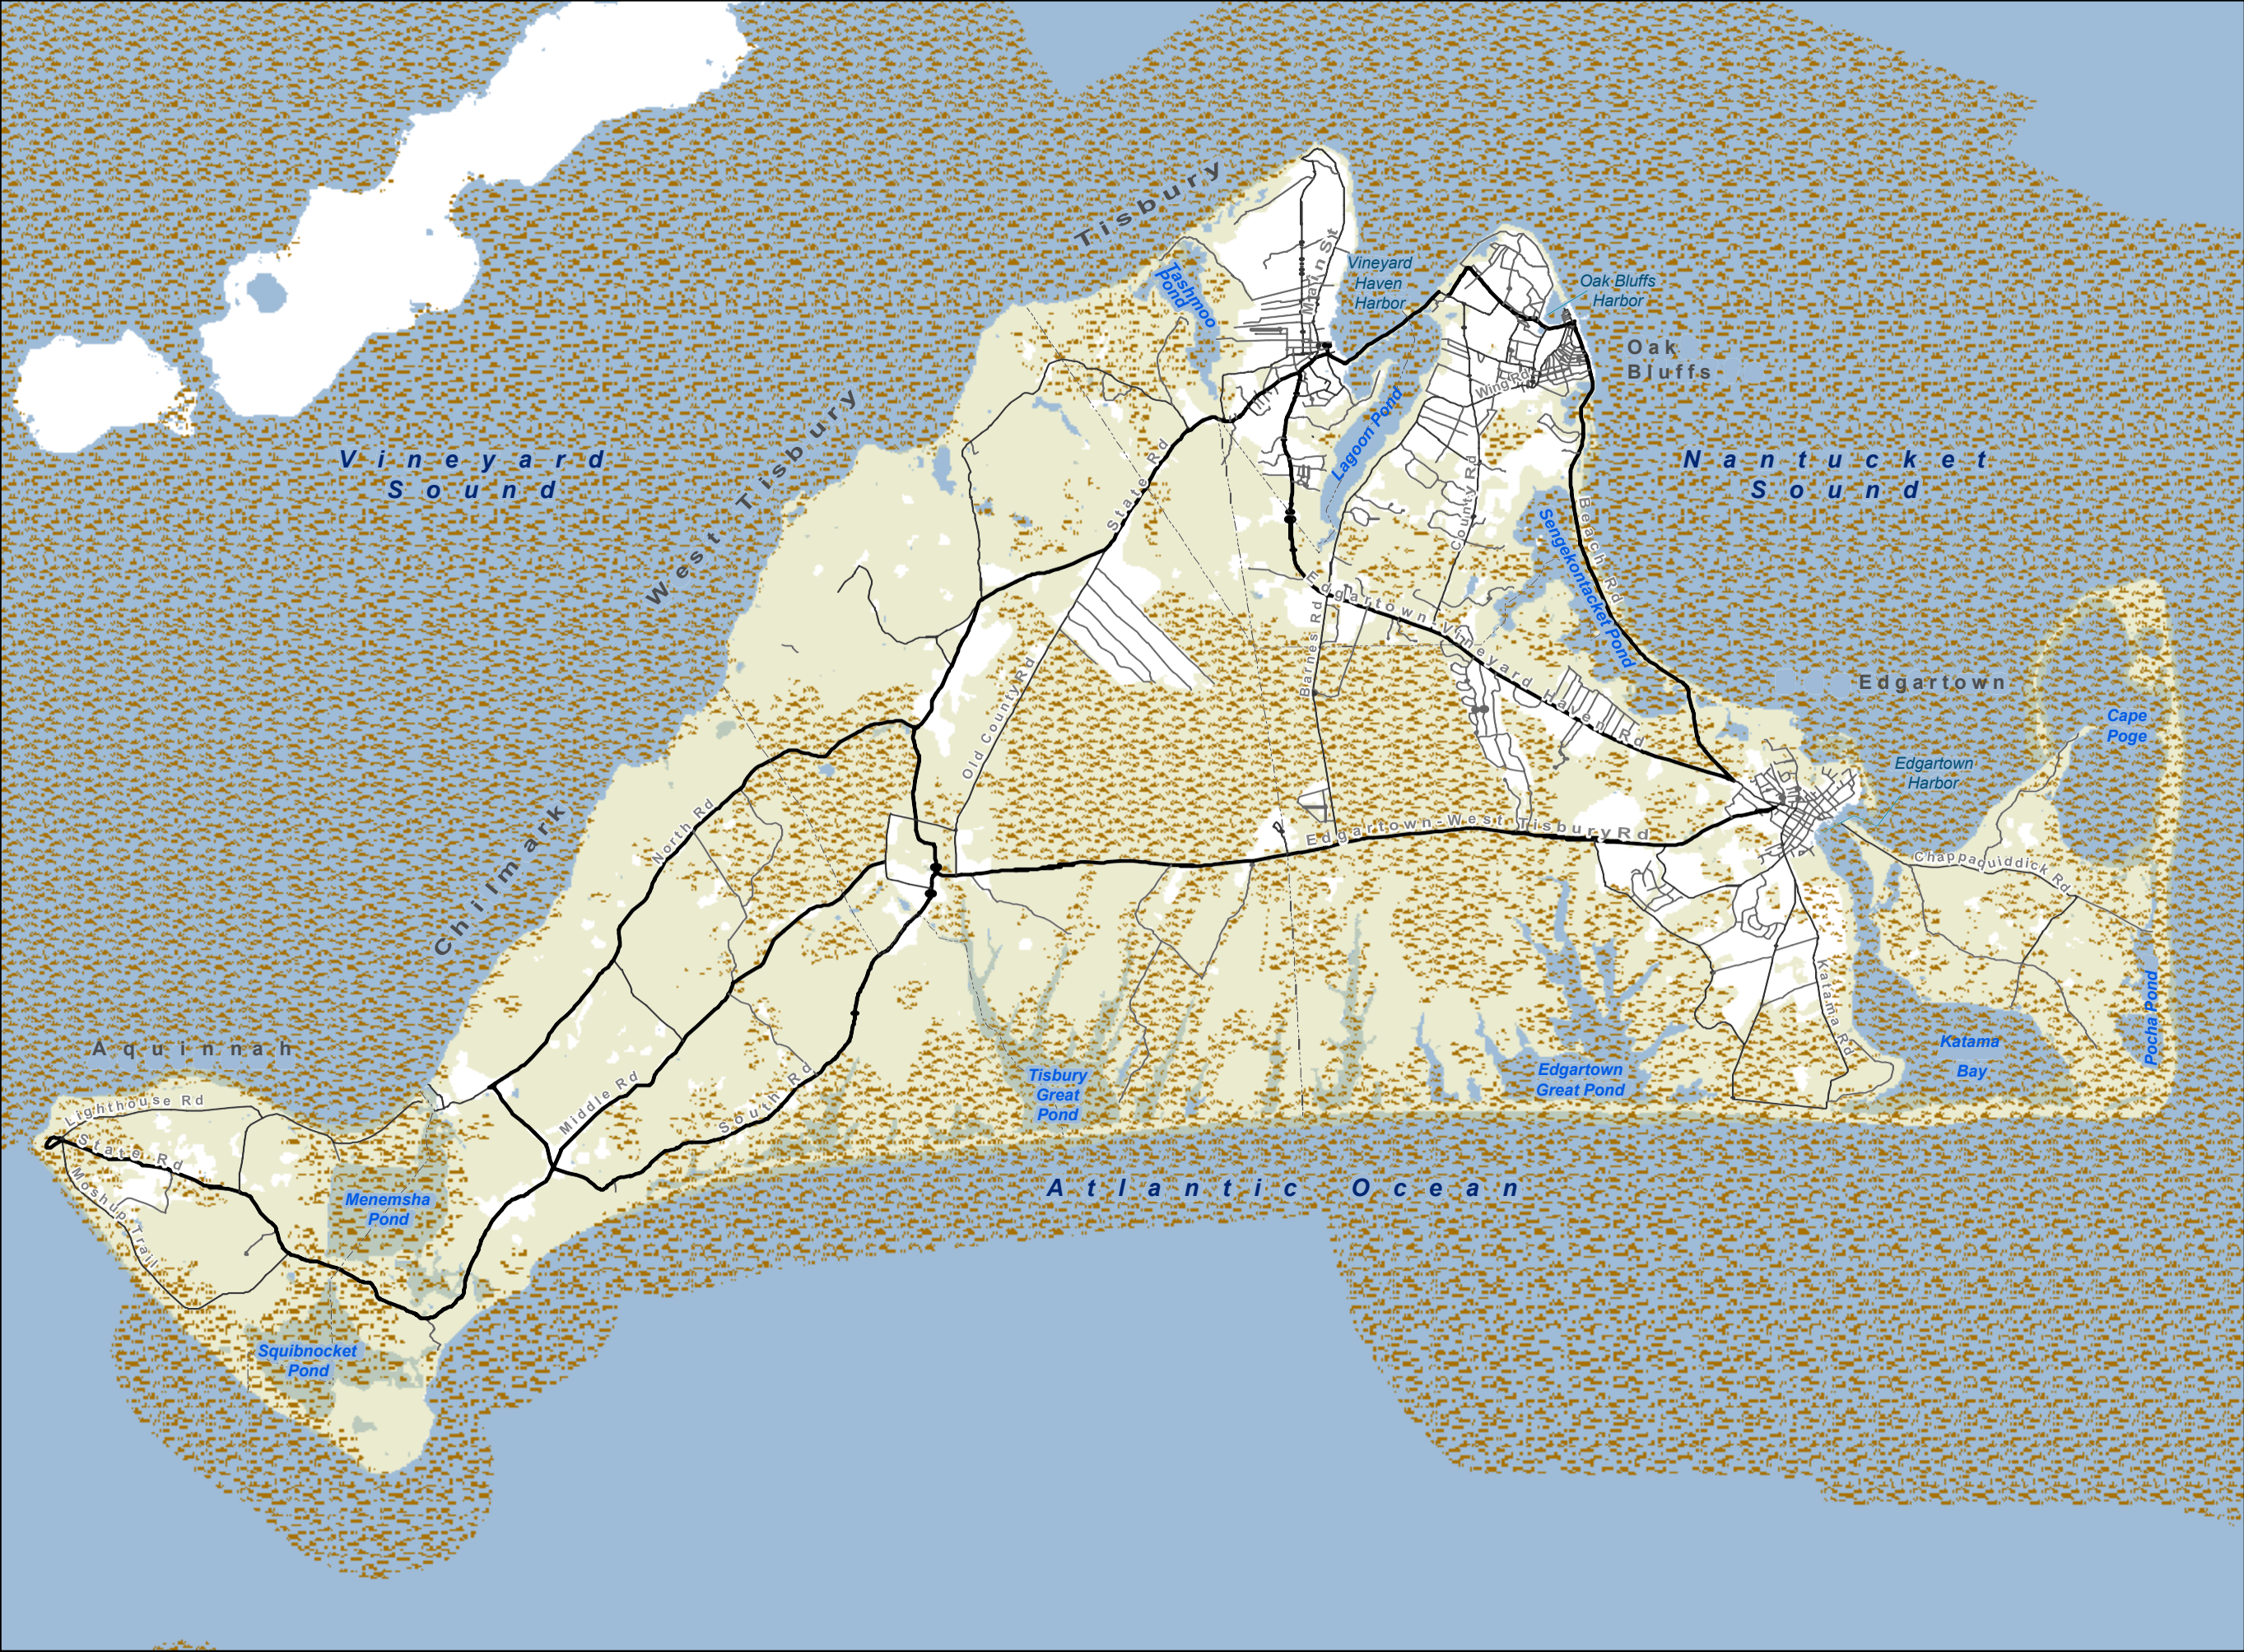 Tisbury
Main St
Vineyard
Haven
Harbor
Tashmoo
Pond
Oak Bluffs
Harbor
Oak
Bluffs
Wing Rd
Lagoon Pond
West Tisbury
State Rd
County Rd
Vineyard
Sound
Nantucket
Sound
Beach Rd
Sengekontacket Pond
Edgartown-Vineyard Haven Rd
Barnes Rd
Old County Rd
Edgartown
Cape
Poge
Edgartown
Harbor
North Rd
Chilmark
Edgartown-West Tisbury Rd
Chappaquiddick Rd
Katama Rd
Pocha Pond
Katama
Bay
Aquinnah
Lighthouse Rd
State Rd
Moshup Trail
Middle Rd
South Rd
Tisbury
Great
Pond
Edgartown
Great Pond
Menemsha
Pond
Atlantic Ocean
Squibnocket
Pond